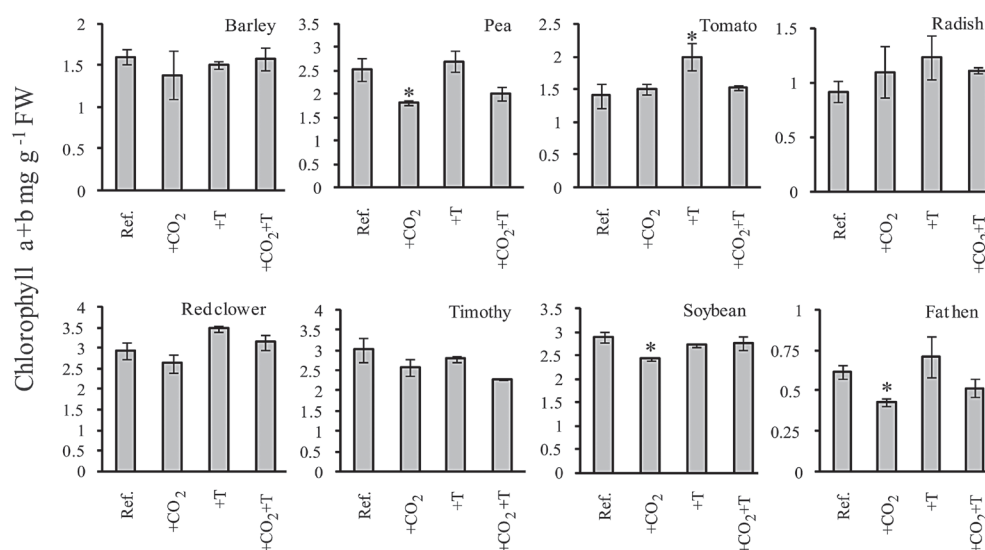 Chlorophyll a+b mg g⁻¹ FW
Barley
2
1.5
1
0.5
0
Ref.
+CO₂
+T
+CO₂+T
Pea
3.5
3
2.5
2
1.5
1
0.5
0
*
Ref.
+CO₂
+T
+CO₂+T
Tomato
2.5
2
1.5
1
0.5
0
*
Ref.
+CO₂
+T
+CO₂+T
Radish
1.5
1
0.5
0
Ref.
+CO₂
+T
+CO₂+T
Red clower
4
3.5
3
2.5
2
1.5
1
0.5
0
Ref.
+CO₂
+T
+CO₂+T
Timothy
4
3.5
3
2.5
2
1.5
1
0.5
0
Ref.
+CO₂
+T
+CO₂+T
Soybean
3.5
3
2.5
2
1.5
1
0.5
0
*
Ref.
+CO₂
+T
+CO₂+T
Fat hen
1
0.75
0.5
0.25
0
*
Ref.
+CO₂
+T
+CO₂+T